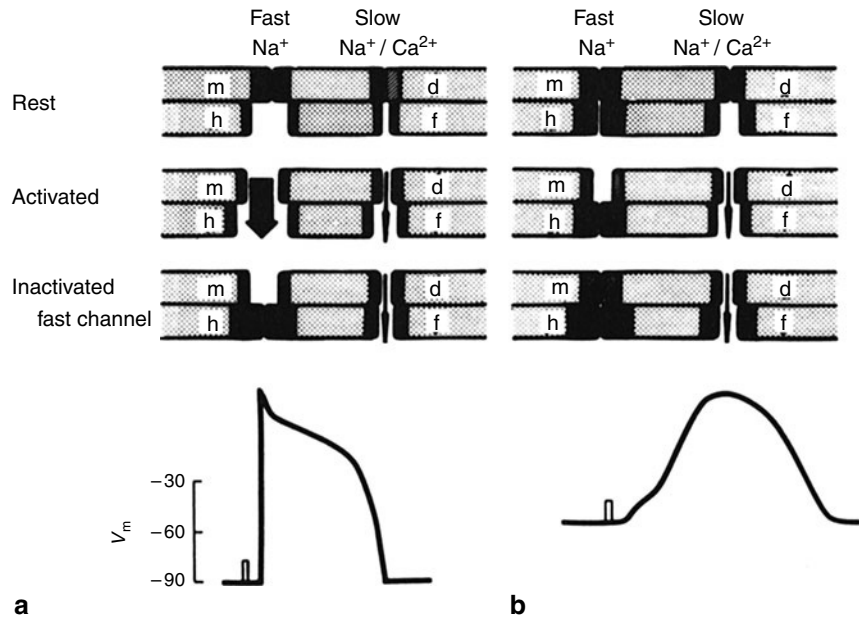 Fast Slow Fast Slow
Na⁺ Na⁺ / Ca²⁺ Na⁺ Na⁺ / Ca²⁺
Rest
m d m d
h f h f
Activated
m d m d
h f h f
Inactivated
fast channel
m d m d
h f h f
−30
−60
−90
Vₘ
a b